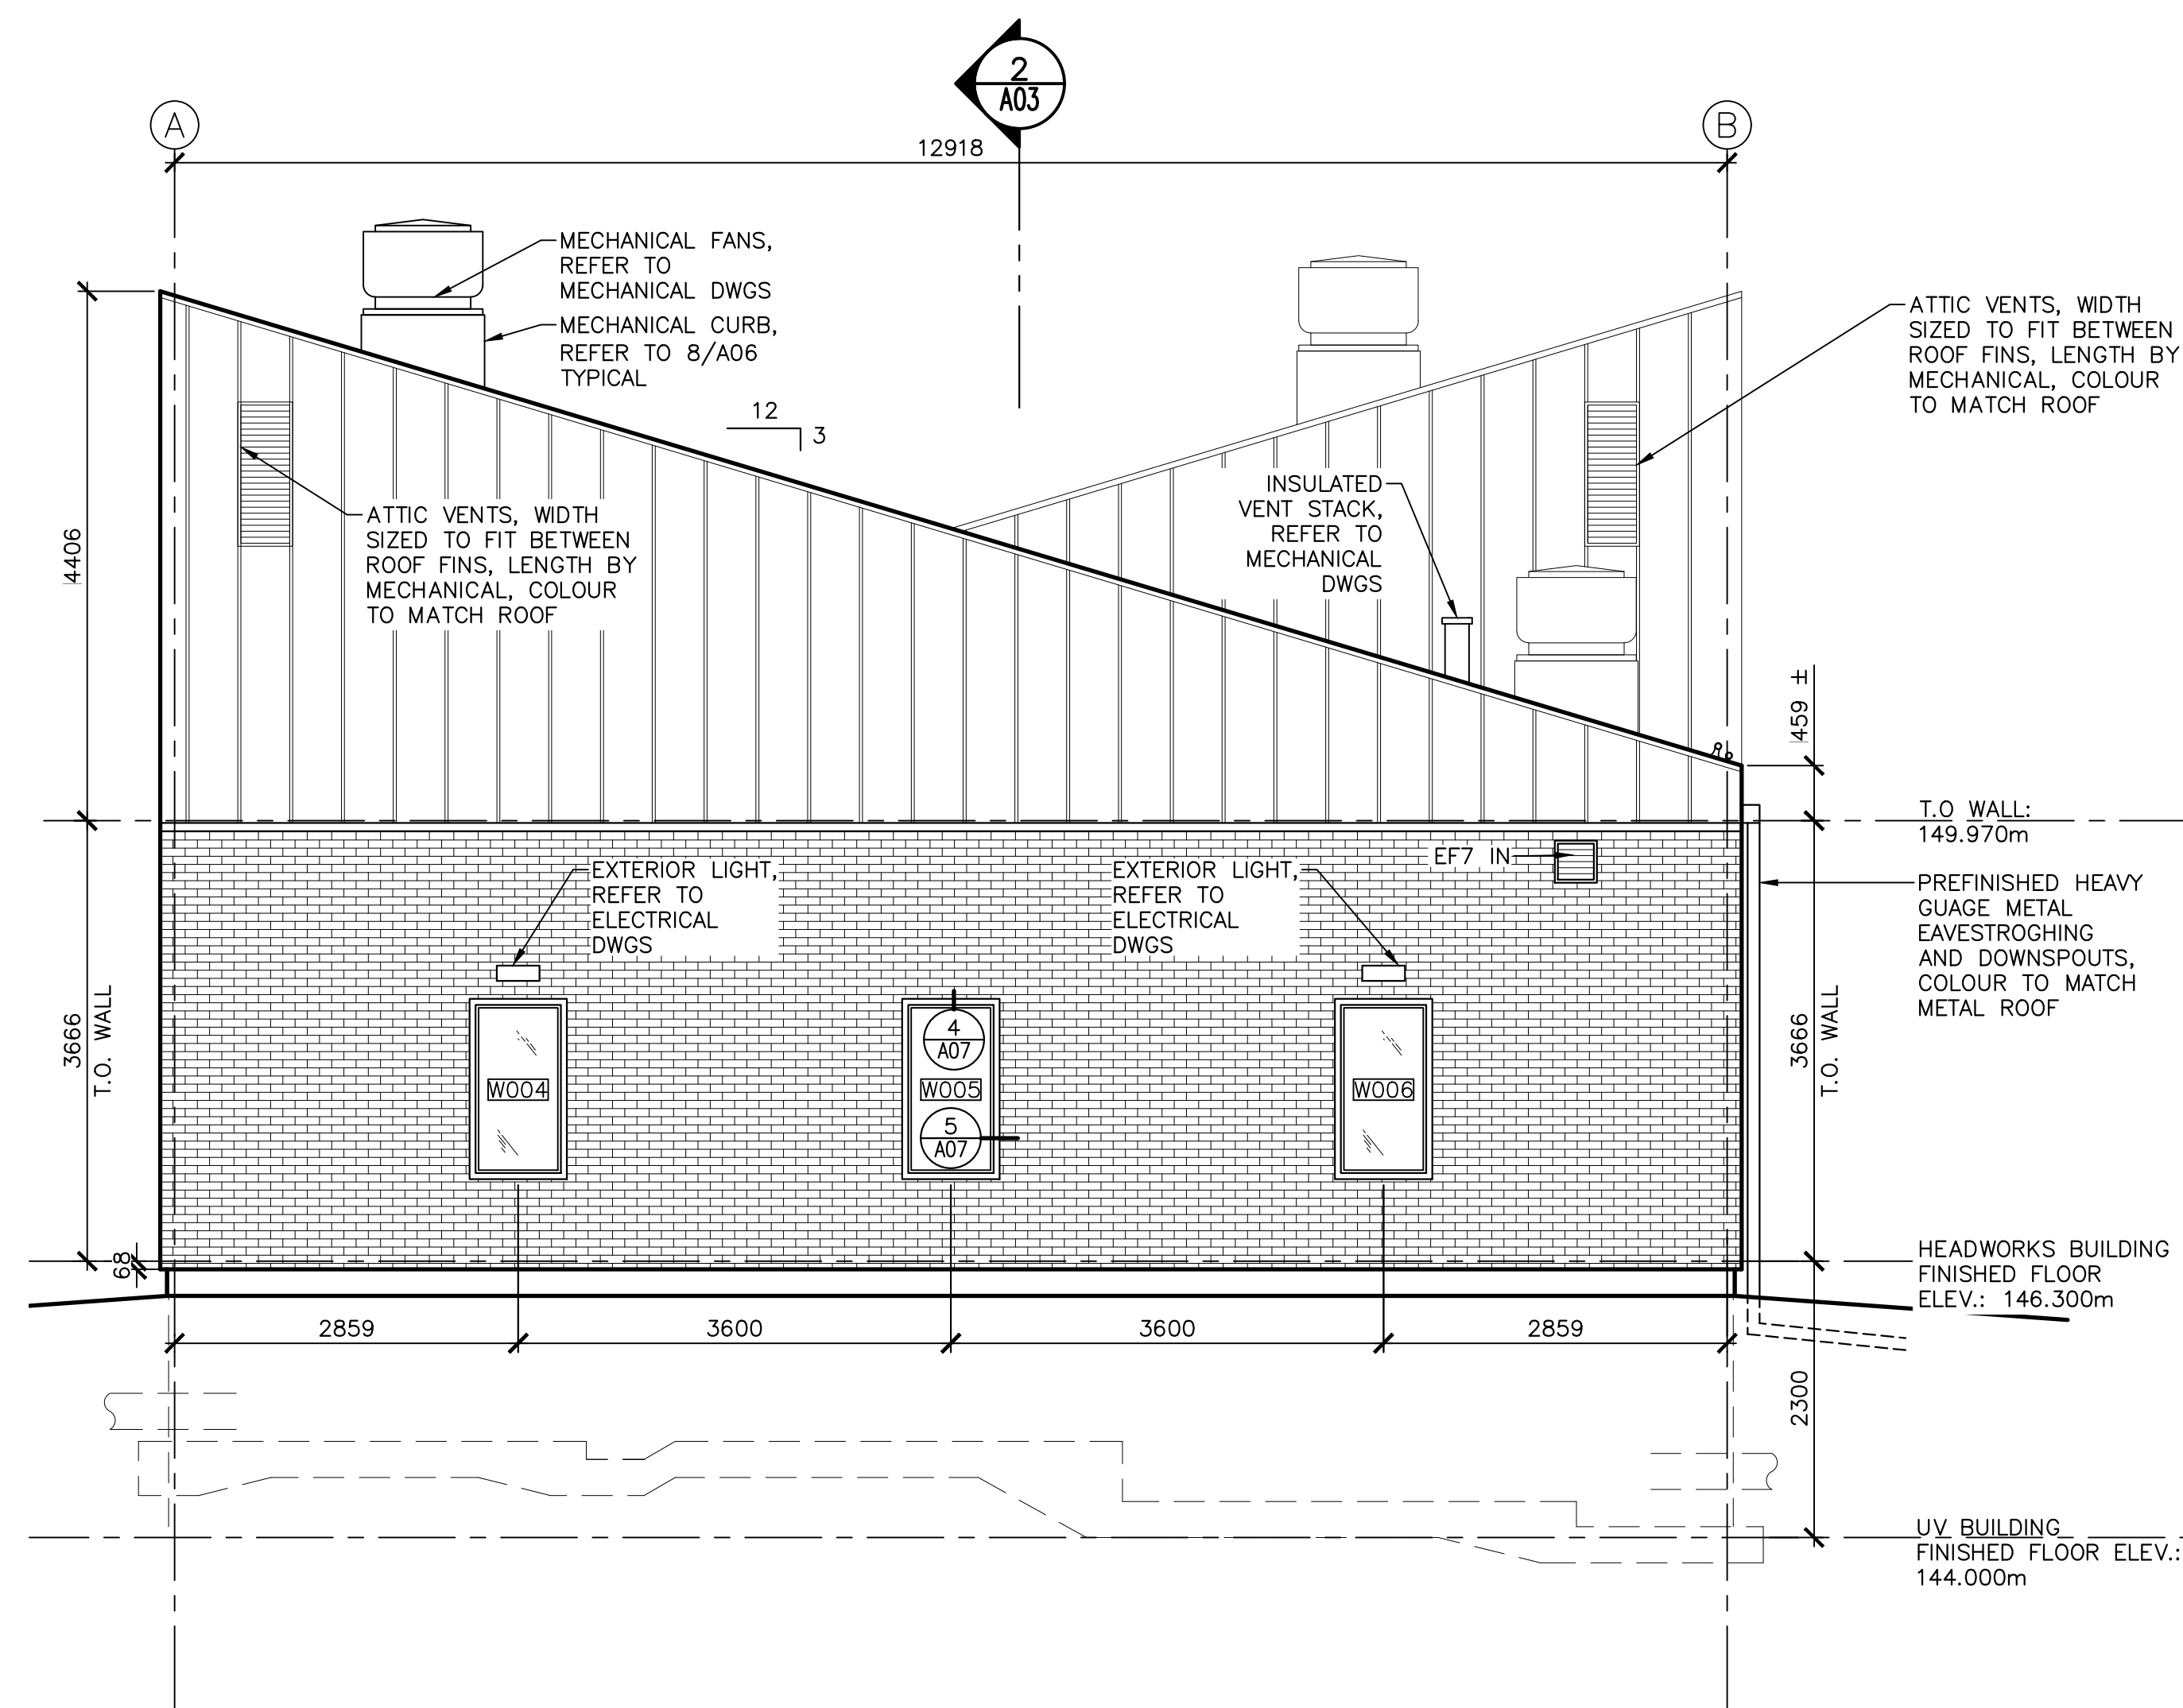 2
A03
A
B
12918
MECHANICAL FANS,
REFER TO
MECHANICAL DWGS
MECHANICAL CURB,
REFER TO 8/A06
TYPICAL
12
3
ATTIC VENTS, WIDTH
SIZED TO FIT BETWEEN
ROOF FINS, LENGTH BY
MECHANICAL, COLOUR
TO MATCH ROOF
INSULATED
VENT STACK,
REFER TO
MECHANICAL
DWGS
ATTIC VENTS, WIDTH
SIZED TO FIT BETWEEN
ROOF FINS, LENGTH BY
MECHANICAL, COLOUR
TO MATCH ROOF
4406
459 ±
T.O WALL:
149.970m
EF7 IN
EXTERIOR LIGHT,
REFER TO
ELECTRICAL
DWGS
EXTERIOR LIGHT,
REFER TO
ELECTRICAL
DWGS
PREFINISHED HEAVY
GUAGE METAL
EAVESTROGHING
AND DOWNSPOUTS,
COLOUR TO MATCH
METAL ROOF
3666
T.O. WALL
3666
T.O. WALL
4
A07
W004
W005
W006
5
A07
68
HEADWORKS BUILDING
FINISHED FLOOR
ELEV.: 146.300m
2859
3600
3600
2859
2300
UV BUILDING
FINISHED FLOOR ELEV.:
144.000m